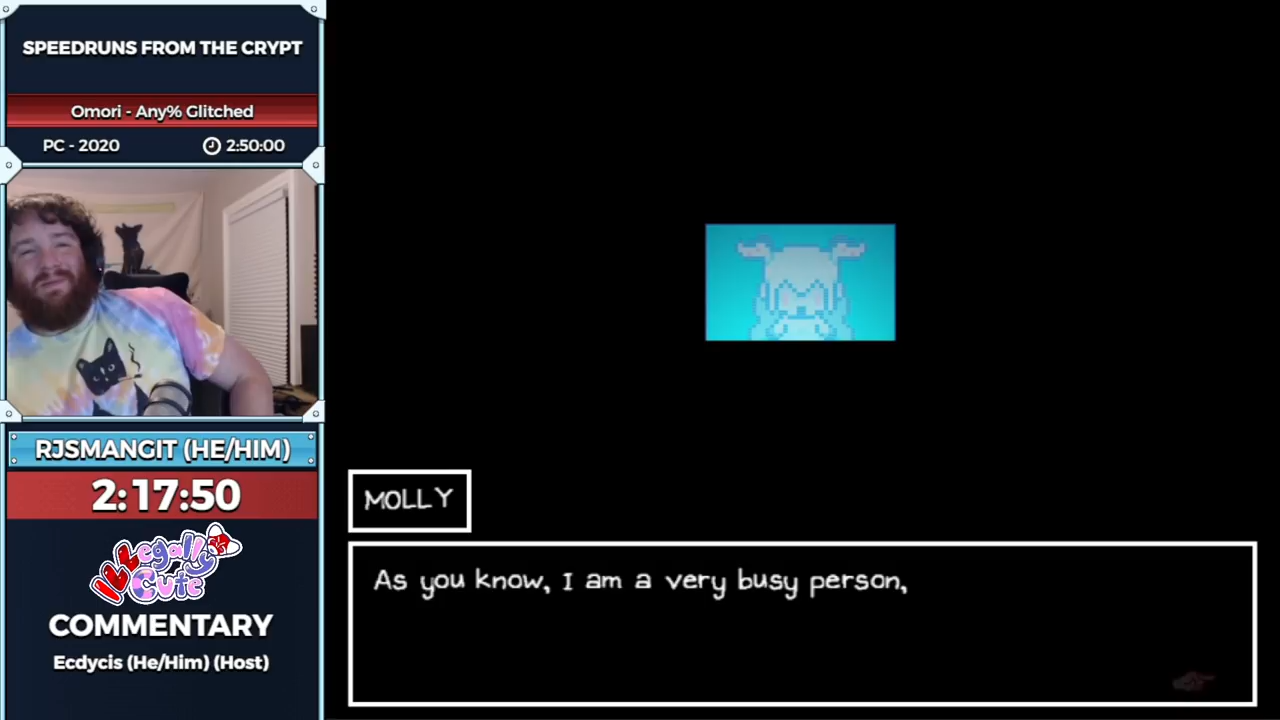 SPEEDRUNS FROM THE CRYPT
Omori - Any% Glitched
PC - 2020
2:50:00
RJSMANGIT (HE/HIM)
2:17:50
ILLegally
Cute
COMMENTARY
Ecdycis (He/Him) (Host)
MOLLY
As you know, I am a very busy person,